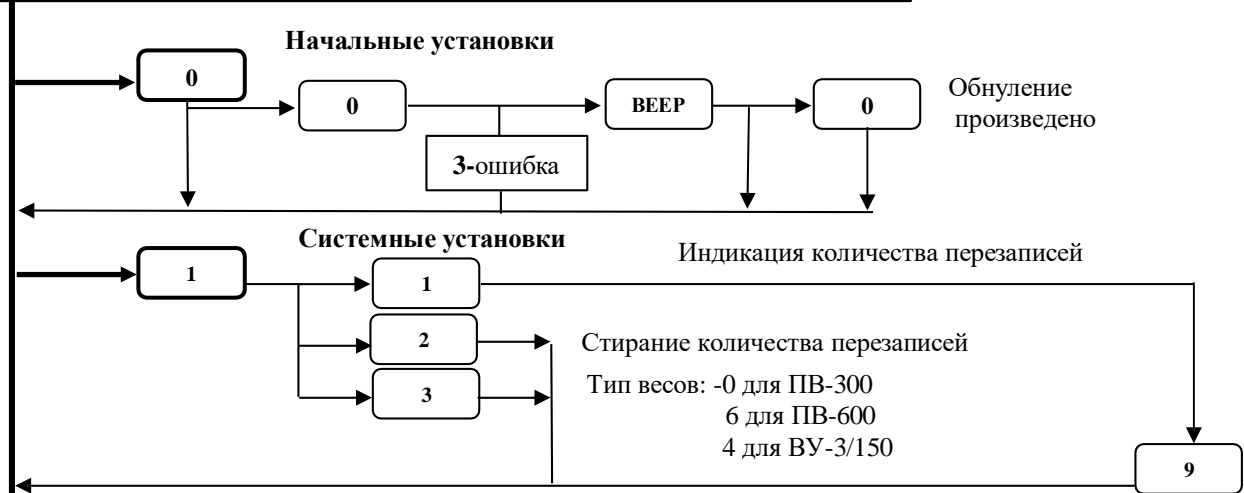 Начальные установки
0
0
BEEP
0
Обнуление
произведено
3-ошибка
Системные установки
Индикация количества перезаписей
1
1
2
Стирание количества перезаписей
3
Тип весов: -0 для ПВ-300
6 для ПВ-600
4 для ВУ-3/150
9